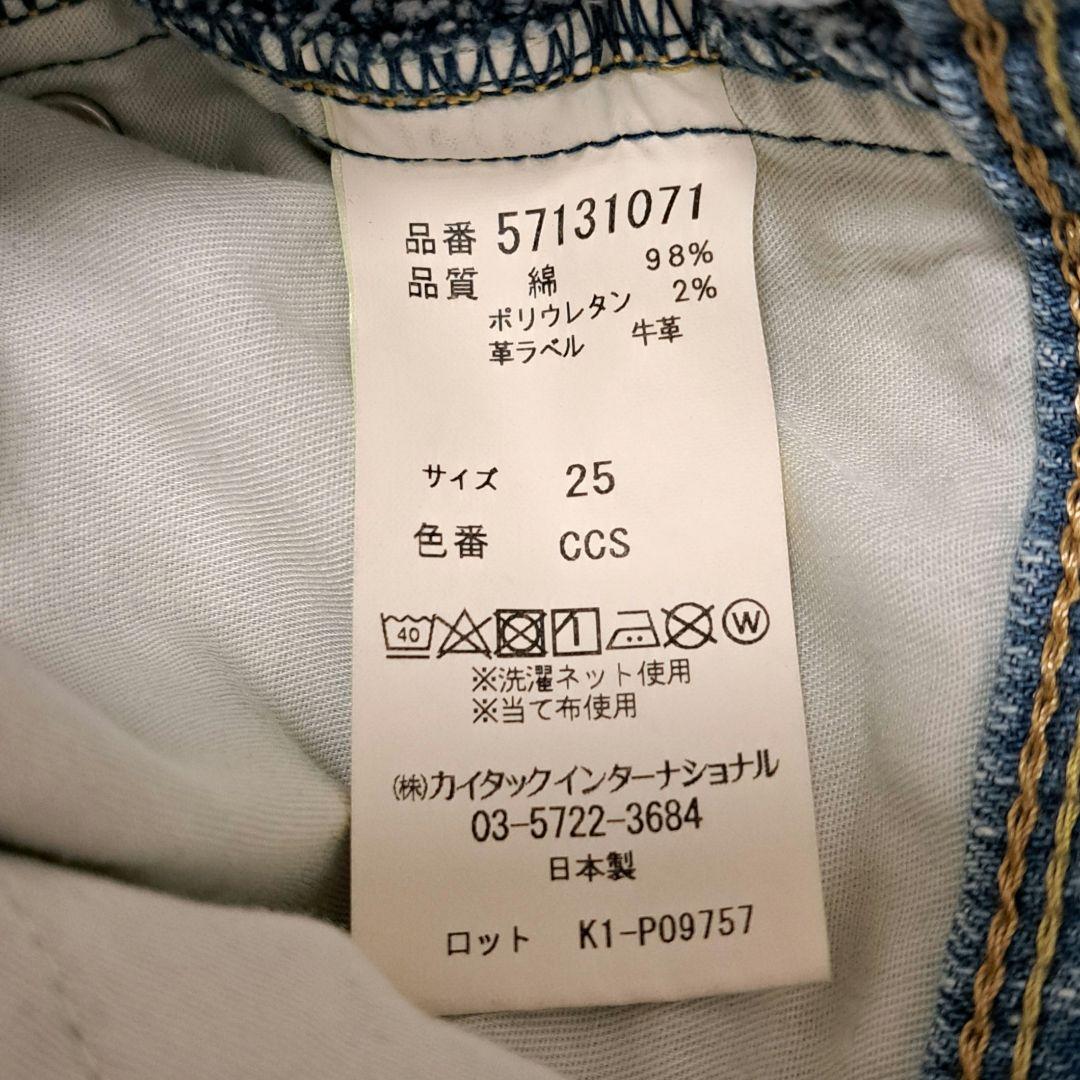 品番 57131071
品質 綿 98%
ポリウレタン 2%
革ラベル 牛革
サイズ 25
色番 CCS
40 W
※洗濯ネット使用
※当て布使用
(株)カイタックインターナショナル
03-5722-3684
日本製
ロット K1-P09757